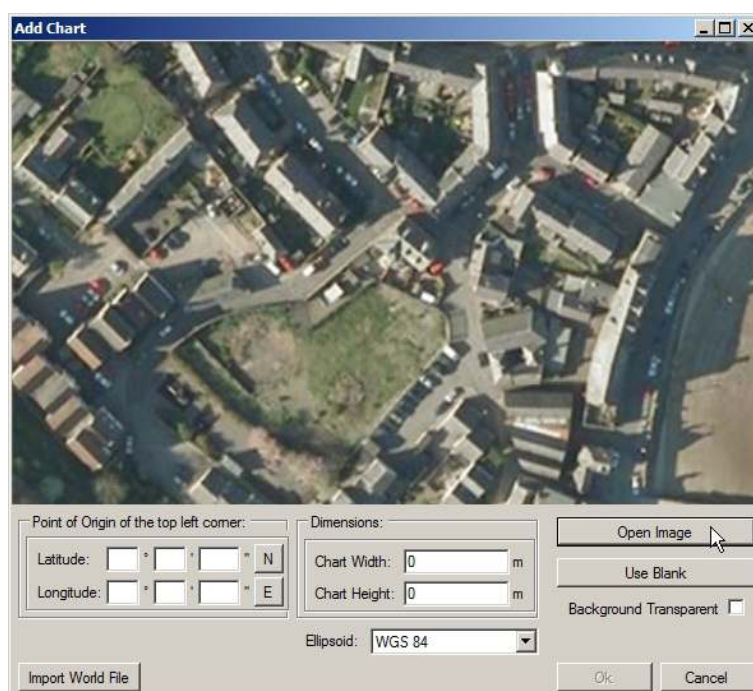 Add Chart
Point of Origin of the top left corner:
Latitude: ° ' " N
Longitude: ° ' " E
Dimensions:
Chart Width: 0 m
Chart Height: 0 m
Ellipsoid: WGS 84
Open Image
Use Blank
Background Transparent
Import World File
Ok
Cancel